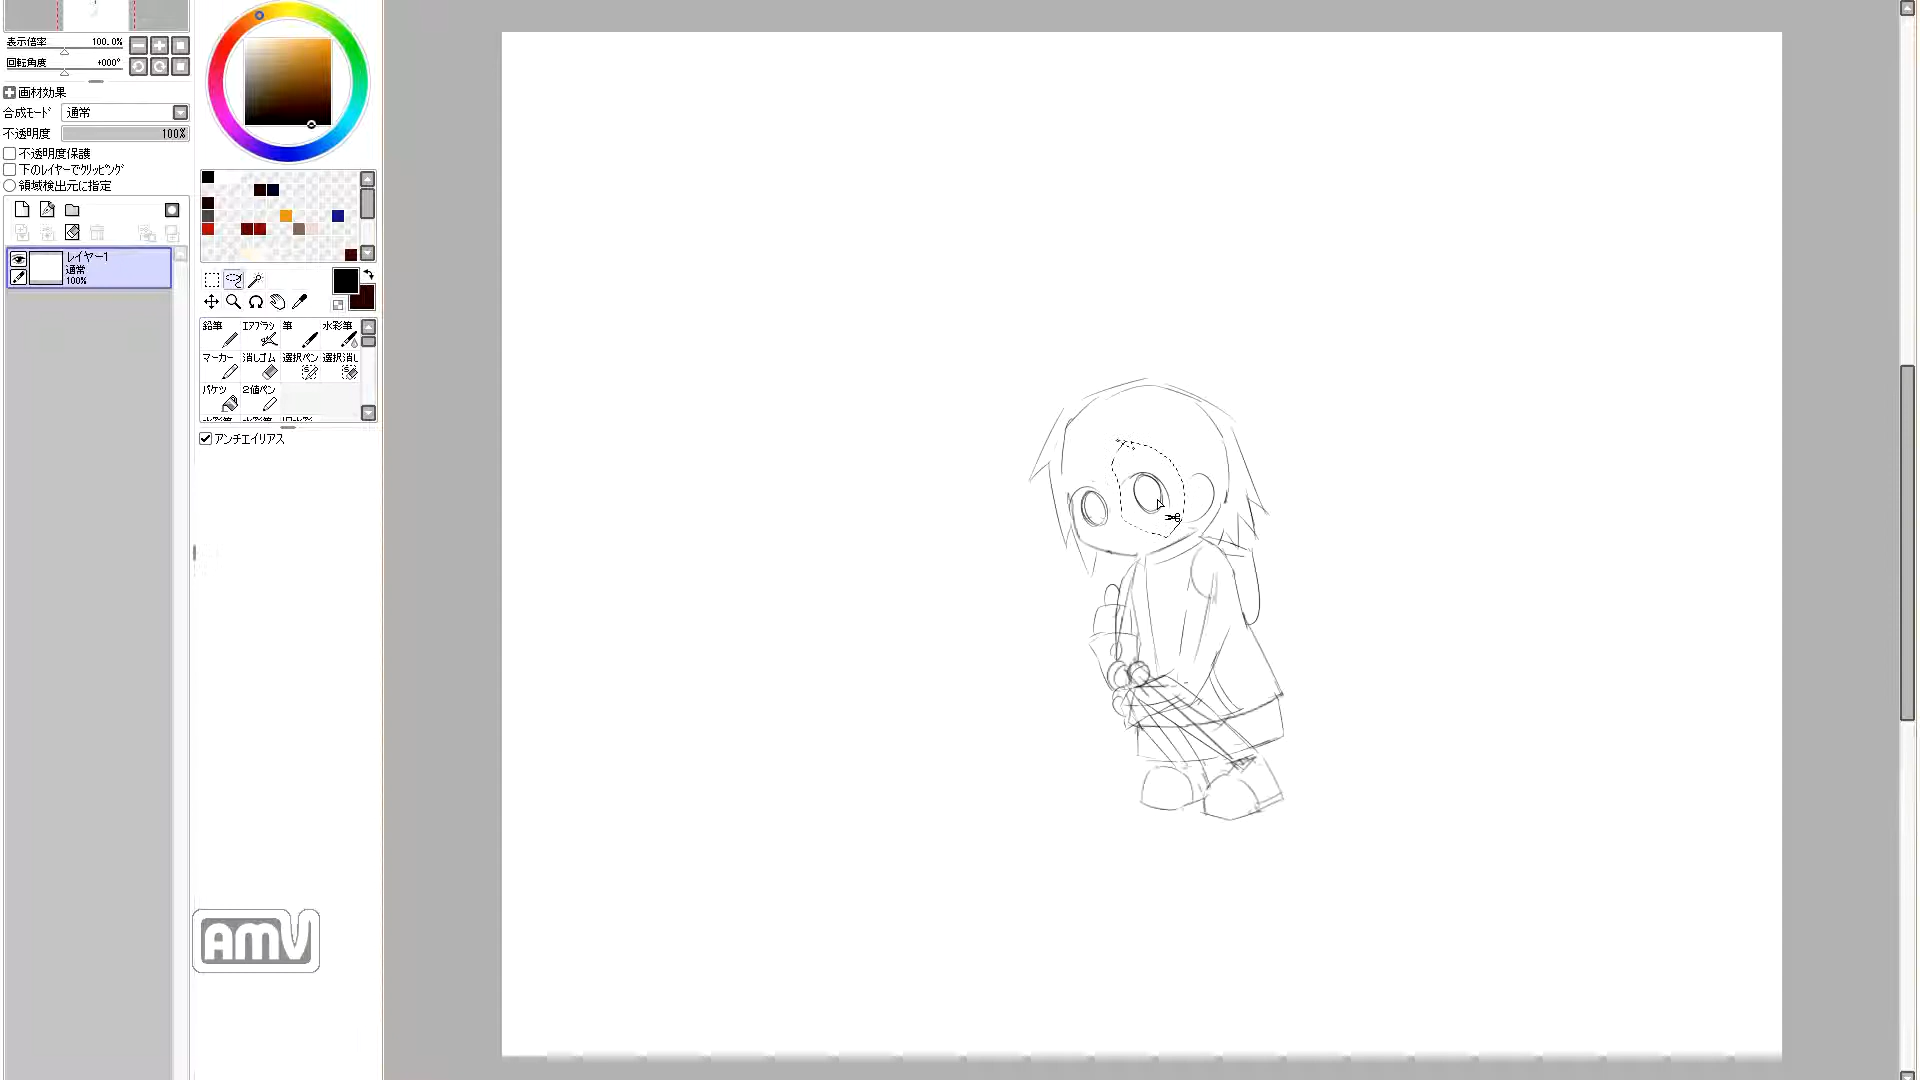 表示倍率 100.0%
回転角度 +000°
画材効果
合成モード 通常
不透明度 100%
不透明度保護
下のレイヤーでクリッピング
領域検出元に指定
レイヤー1
通常
100%
鉛筆 エアブラシ 筆 水彩筆
マーカー 消しゴム 選択ペン 選択消し
バケツ 2値ペン
アンチエイリアス
AMV